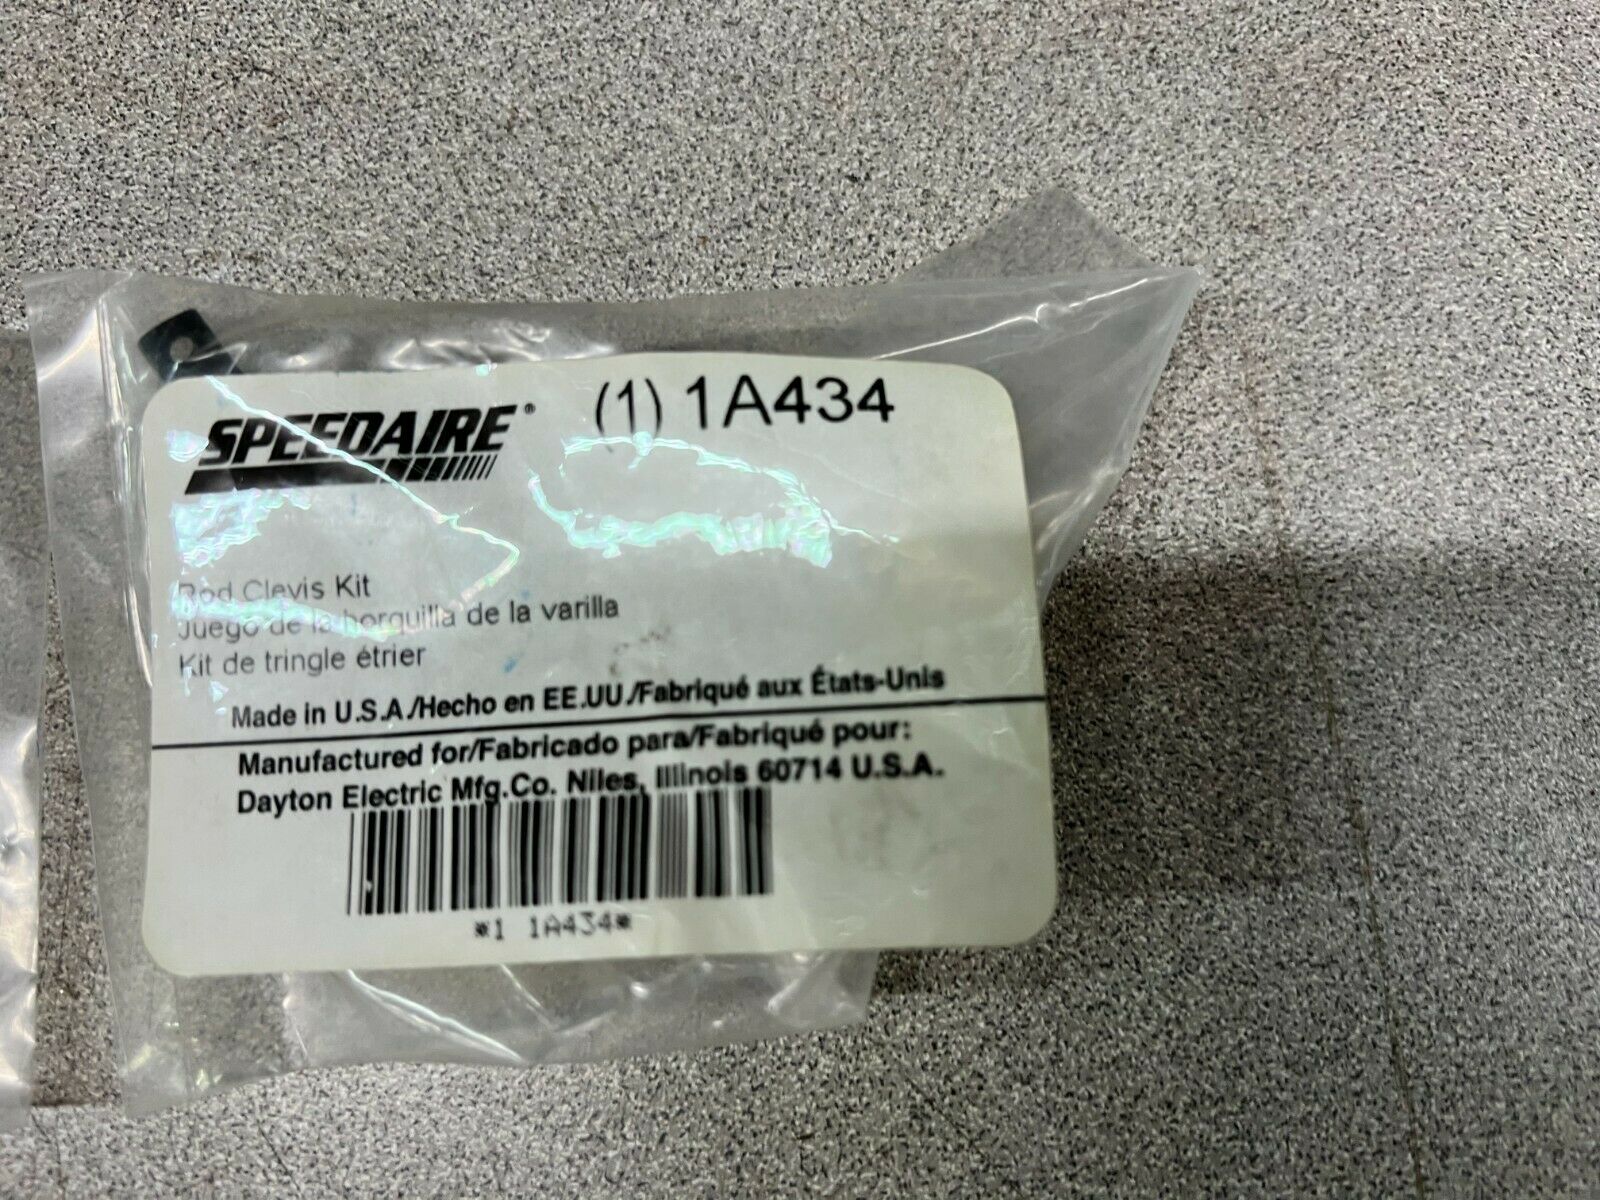 SPEEDAIRE®
(1) 1A434
Rod Clevis Kit
Juego de la horquilla de la varilla
Kit de tringle étrier
Made in U.S.A./Hecho en EE.UU./Fabriqué aux États-Unis
Manufactured for/Fabricado para/Fabriqué pour:
Dayton Electric Mfg.Co. Niles, Illinois 60714 U.S.A.
*1 1A434*